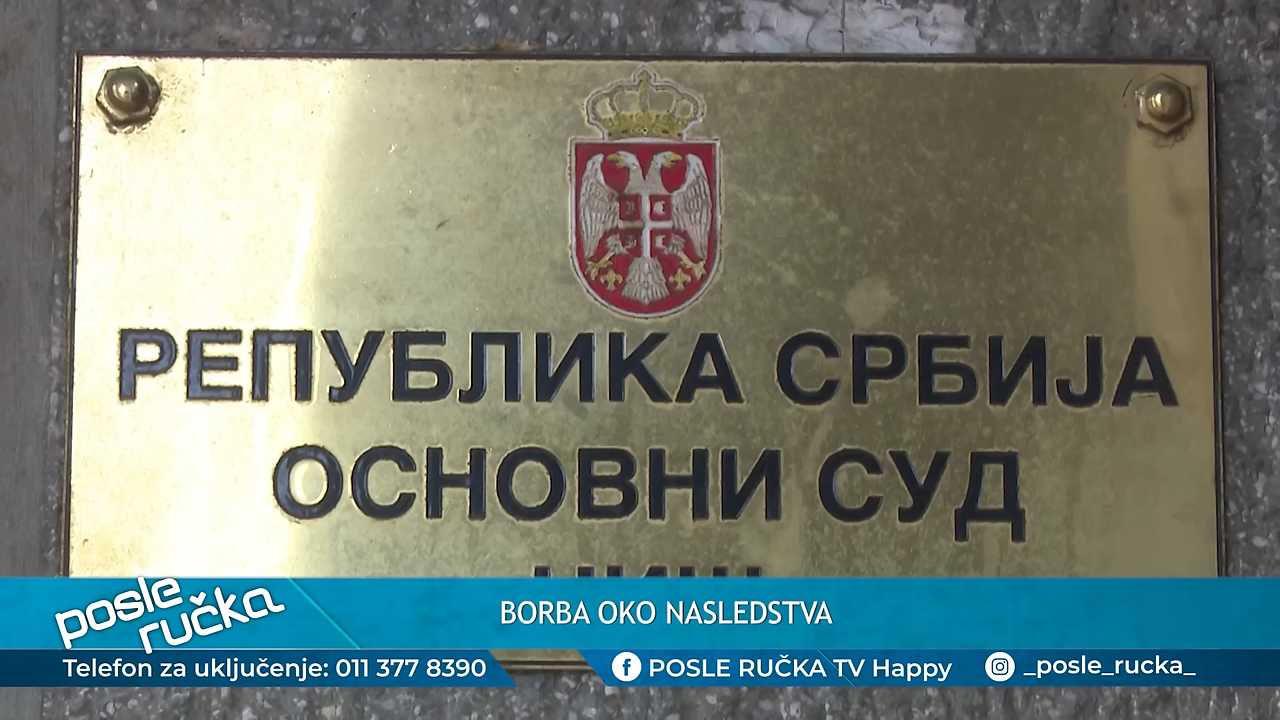 РЕПУБЛИКА СРБИЈА
ОСНОВНИ СУД
posle
ručka
BORBA OKO NASLEDSTVA
Telefon za uključenje: 011 377 8390
POSLE RUČKA TV Happy
_posle_rucka_